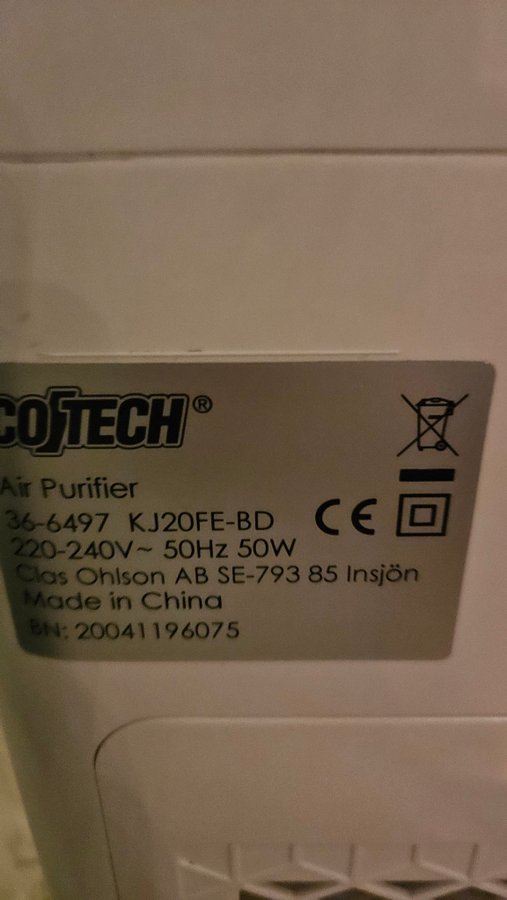 COTECH®
Air Purifier
36-6497 KJ20FE-BD
220-240V~ 50Hz 50W
Clas Ohlson AB SE-793 85 Insjön
Made in China
BN: 20041196075
CE